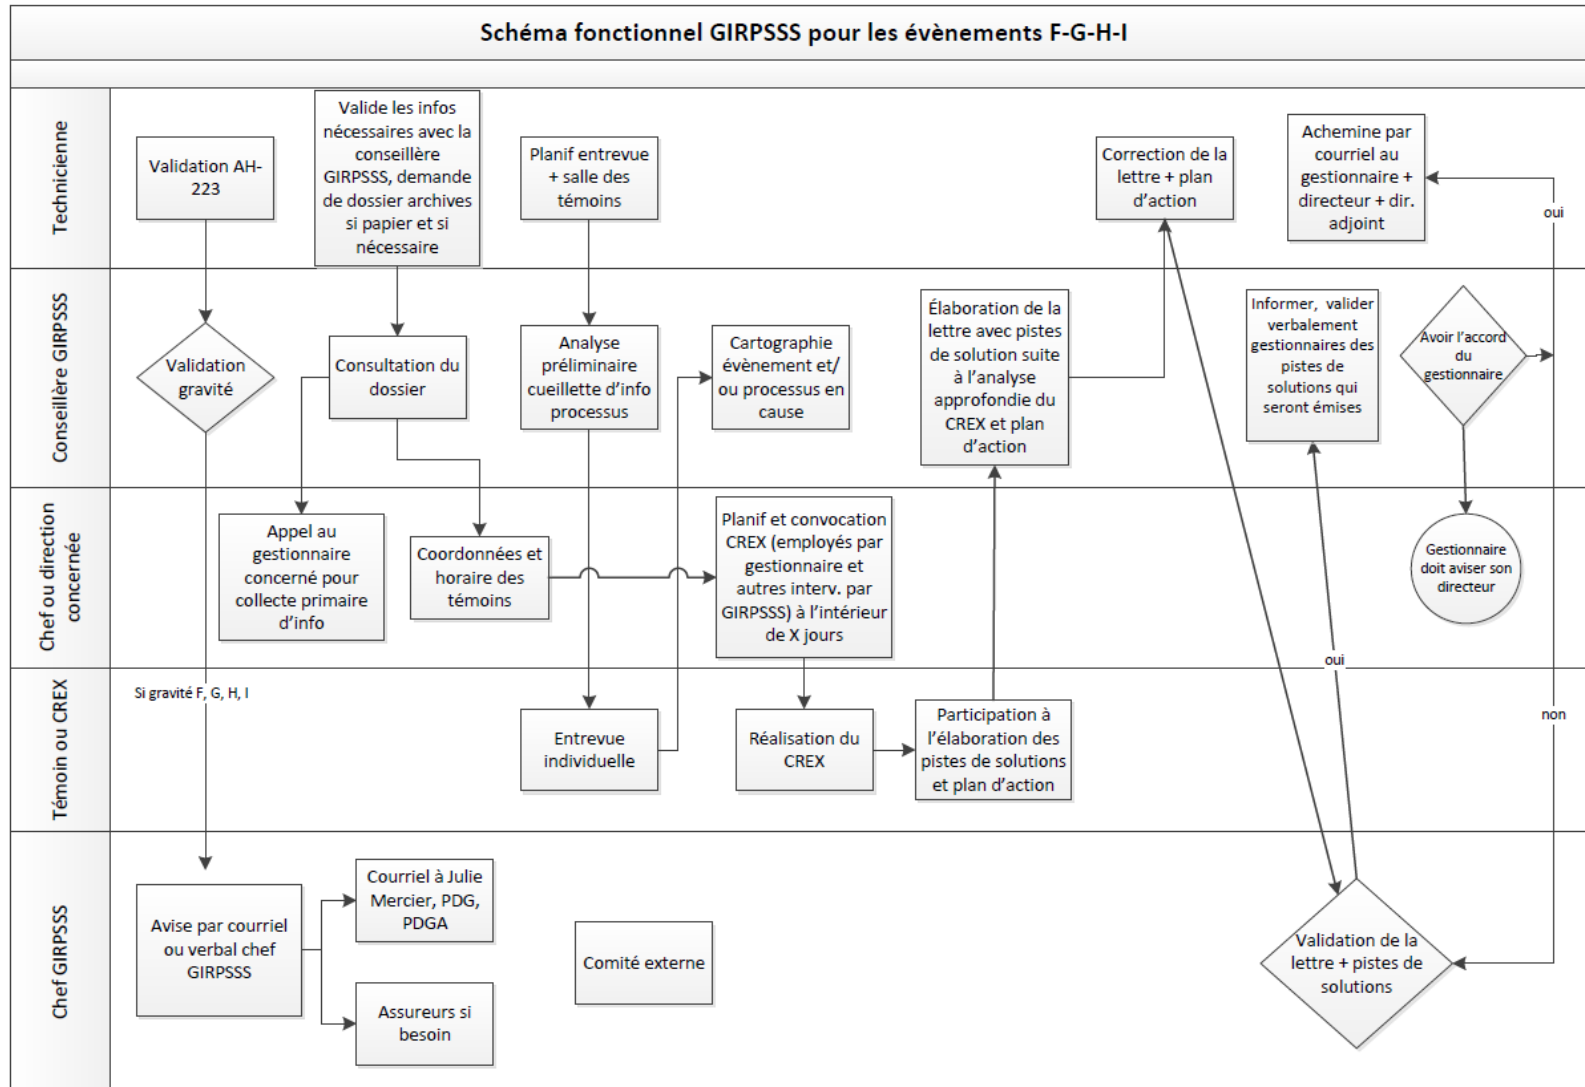 Schéma fonctionnel GIRPSSS pour les évènements F-G-H-I
Technicienne
Validation AH-
223
Valide les infos
nécessaires avec la
conseillère
GIRPSSS, demande
de dossier archives
si papier et si
nécessaire
Planif entrevue
+ salle des
témoins
Correction de la
lettre + plan
d’action
Achemine par
courriel au
gestionnaire +
directeur + dir.
adjoint
oui
Conseillère GIRPSSS
Validation
gravité
Consultation du
dossier
Analyse
préliminaire
cueillette d’info
processus
Cartographie
évènement et/
ou processus en
cause
Élaboration de la
lettre avec pistes
de solution suite
à l’analyse
approfondie du
CREX et plan
d’action
Informer, valider
verbalement
gestionnaires des
pistes de
solutions qui
seront émises
Avoir l’accord
du
gestionnaire
Chef ou direction
concernée
Appel au
gestionnaire
concerné pour
collecte primaire
d’info
Coordonnées et
horaire des
témoins
Planif et convocation
CREX (employés par
gestionnaire et
autres interv. par
GIRPSSS) à l’intérieur
de X jours
Gestionnaire
doit aviser son
directeur
oui
Témoin ou CREX
Si gravité F, G, H, I
Entrevue
individuelle
Réalisation du
CREX
Participation à
l’élaboration des
pistes de solutions
et plan d’action
non
Chef GIRPSSS
Avise par courriel
ou verbal chef
GIRPSSS
Courriel à Julie
Mercier, PDG,
PDGA
Assureurs si
besoin
Comité externe
Validation de la
lettre + pistes de
solutions